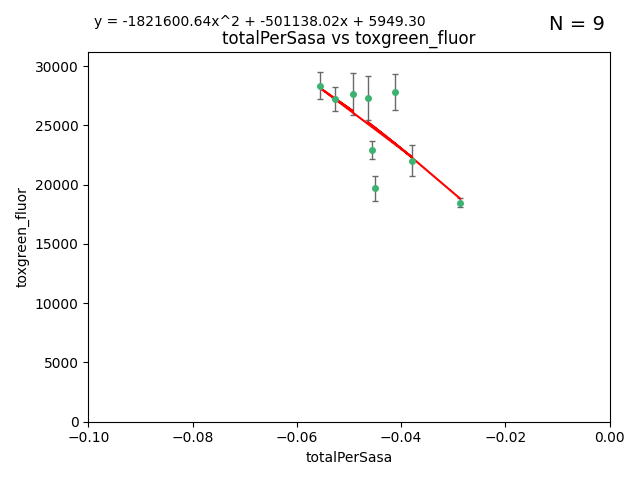 y = -1821600.64x^2 + -501138.02x + 5949.30
N = 9
totalPerSasa vs toxgreen_fluor
30000
25000
20000
15000
10000
5000
0
toxgreen_fluor
−0.10 −0.08 −0.06 −0.04 −0.02 0.00
totalPerSasa